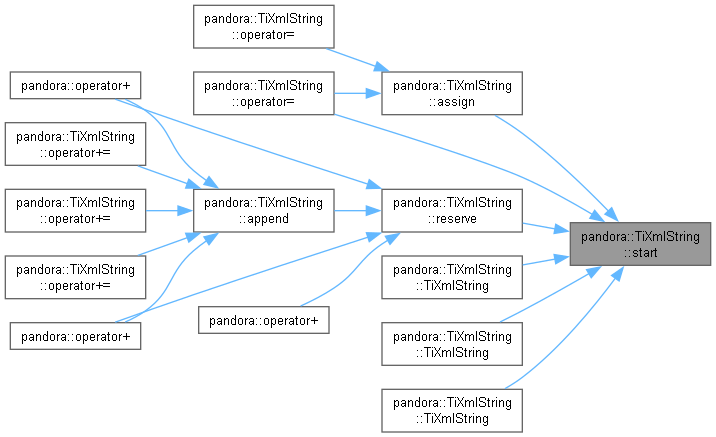 pandora::TiXmlString
::operator=
pandora::TiXmlString
::operator=
pandora::TiXmlString
::assign
pandora::operator+
pandora::TiXmlString
::operator+=
pandora::TiXmlString
::operator+=
pandora::TiXmlString
::operator+=
pandora::operator+
pandora::TiXmlString
::append
pandora::operator+
pandora::TiXmlString
::reserve
pandora::TiXmlString
::TiXmlString
pandora::TiXmlString
::TiXmlString
pandora::TiXmlString
::TiXmlString
pandora::TiXmlString
::start